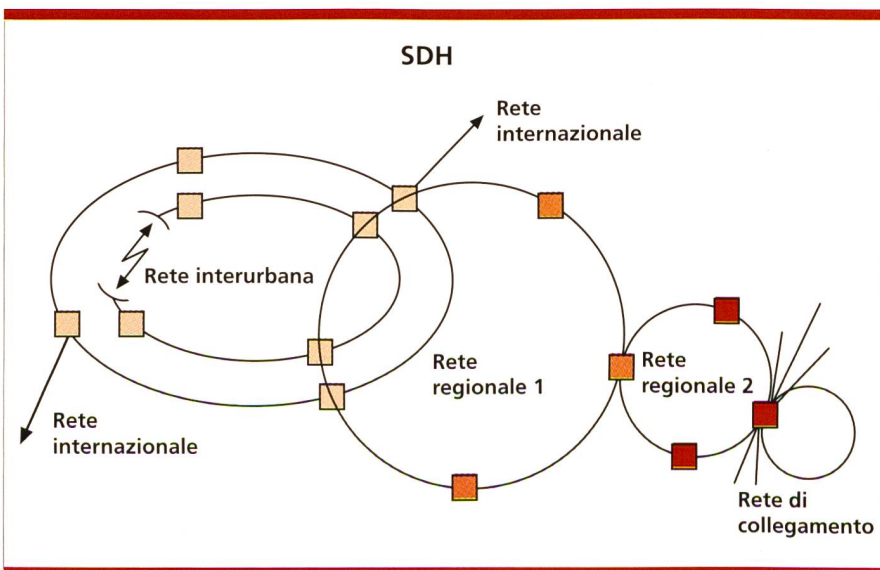 SDH
Rete
internazionale
Rete interurbana
Rete
regionale 1
Rete
regionale 2
Rete
internazionale
Rete di
collegamento